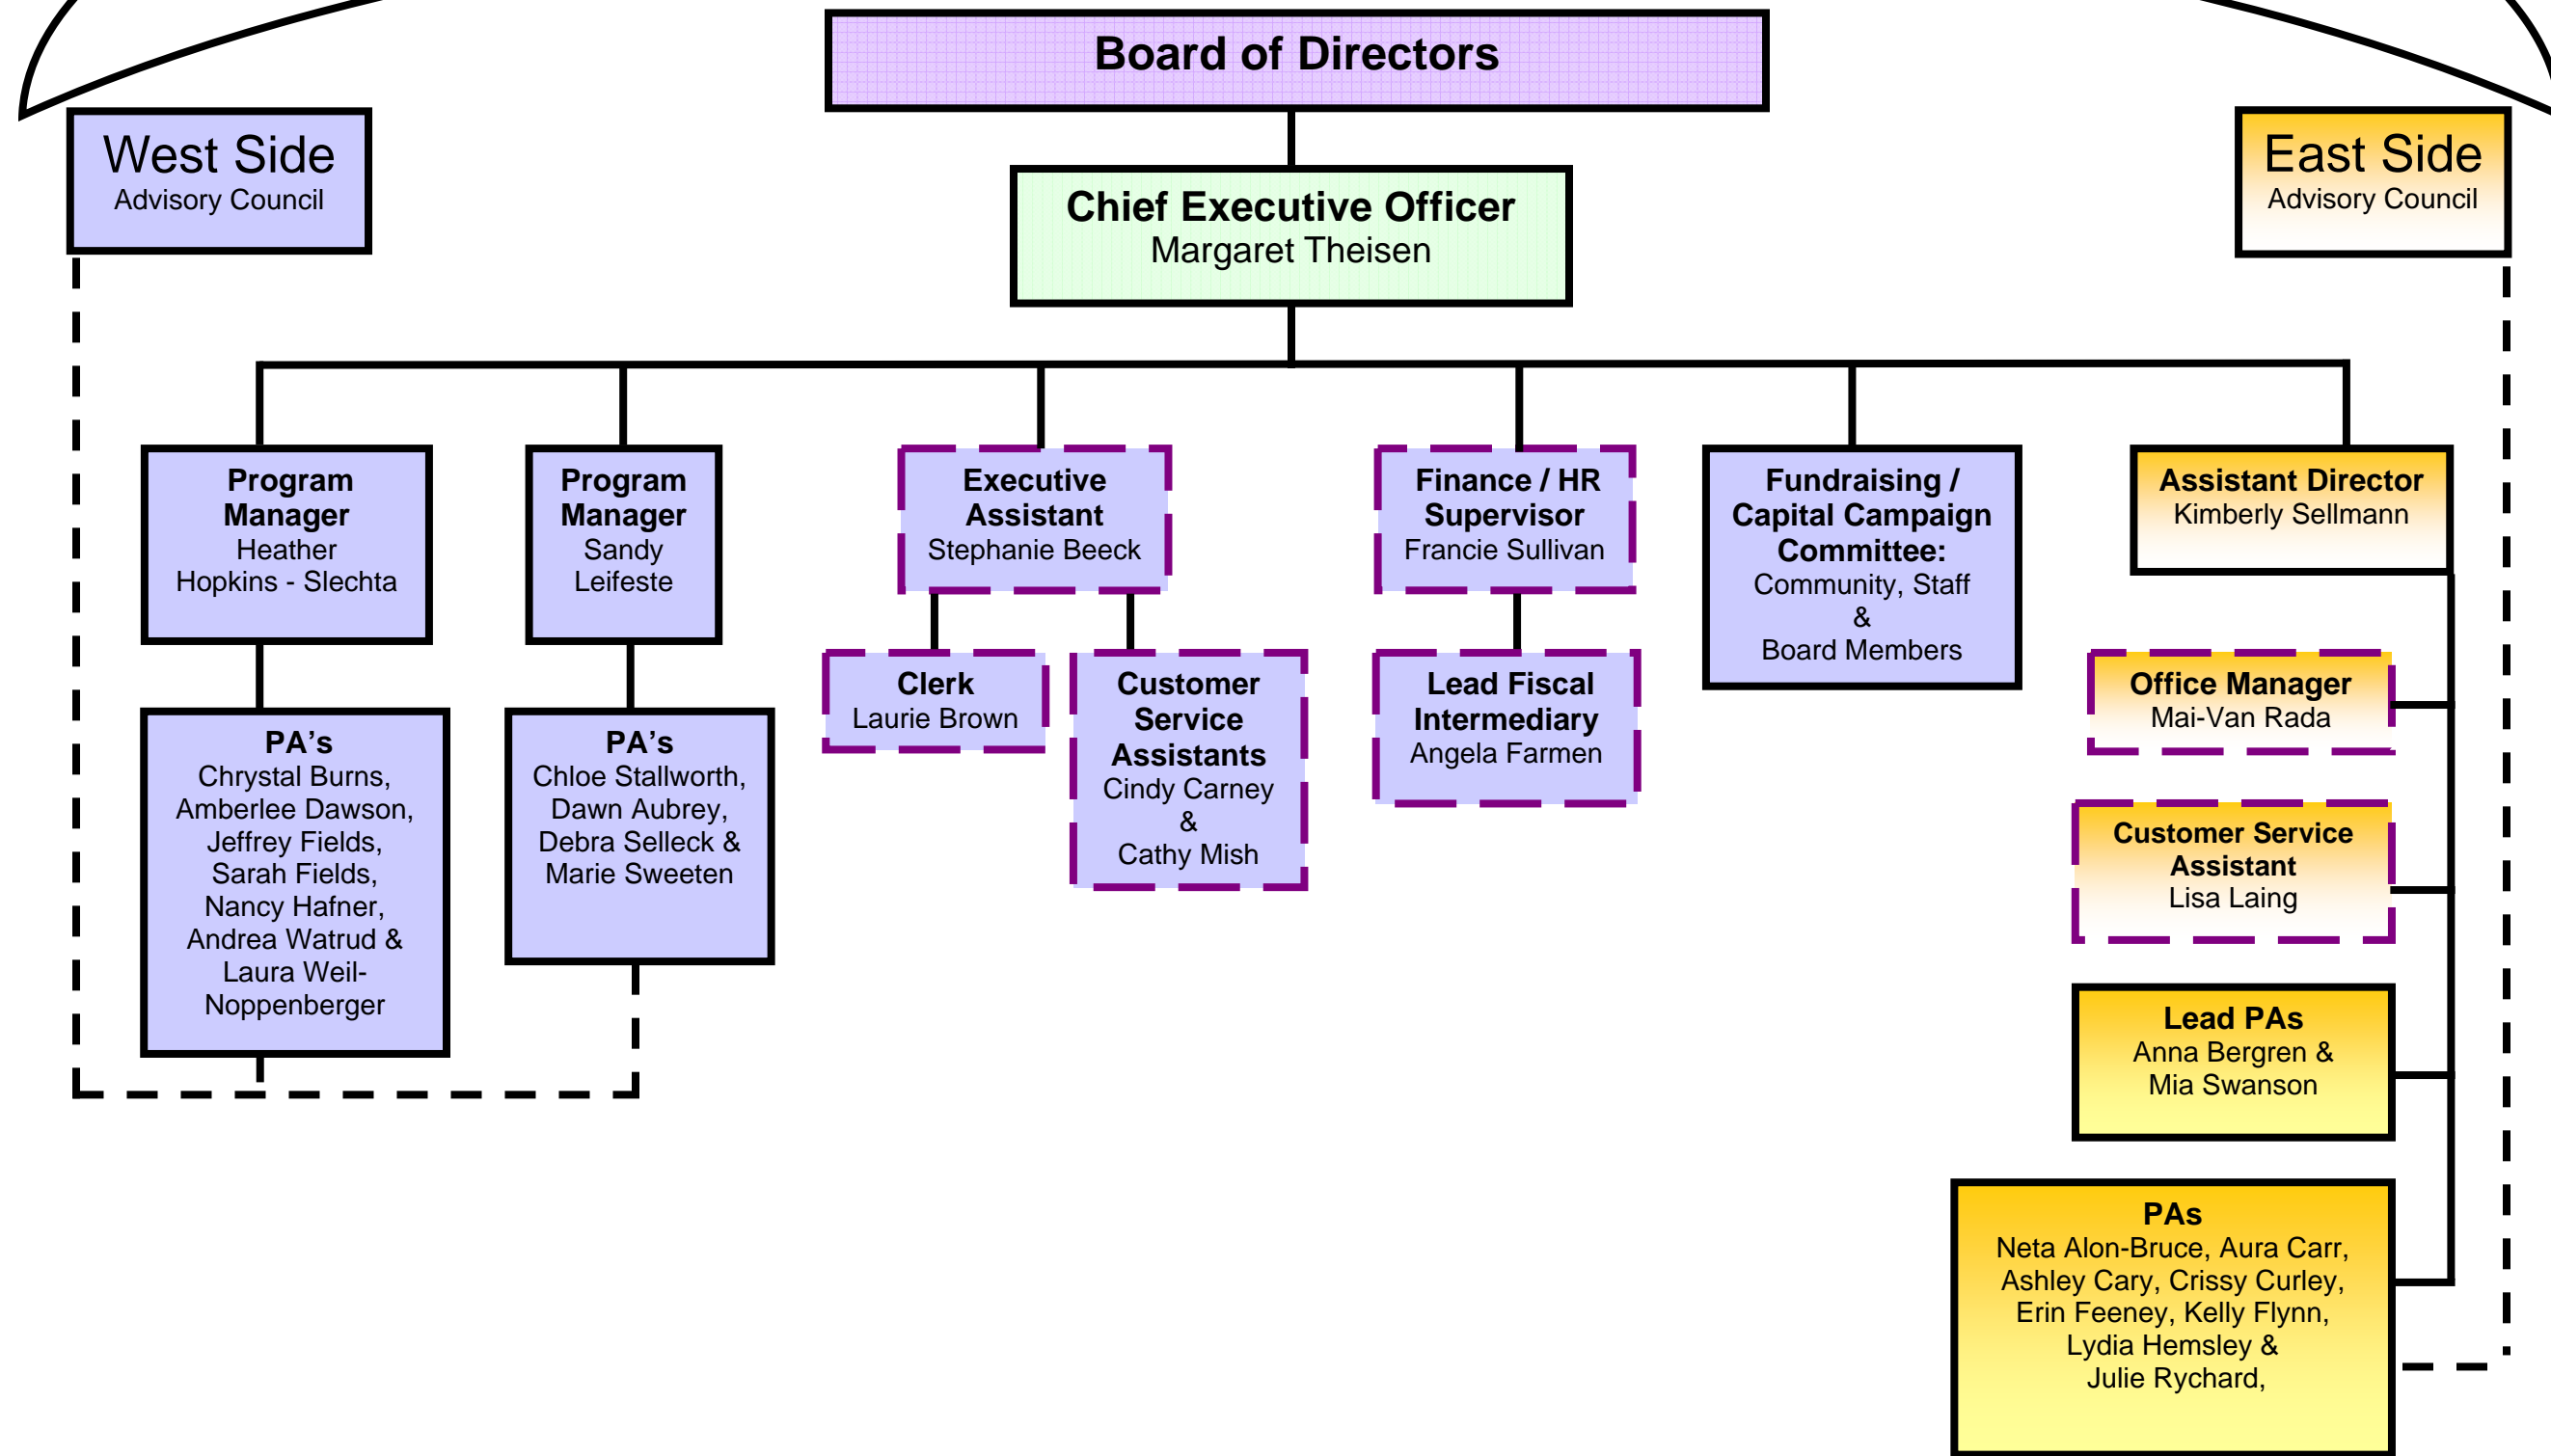 Board of Directors
West Side
Advisory Council
East Side
Advisory Council
Chief Executive Officer
Margaret Theisen
Program
Manager
Heather
Hopkins - Slechta
Program
Manager
Sandy
Leifeste
Executive
Assistant
Stephanie Beeck
Finance / HR
Supervisor
Francie Sullivan
Fundraising /
Capital Campaign
Committee:
Community, Staff
&
Board Members
Assistant Director
Kimberly Sellmann
PA's
Chrystal Burns,
Amberlee Dawson,
Jeffrey Fields,
Sarah Fields,
Nancy Hafner,
Andrea Watrud &
Laura Weil-
Noppenberger
PA's
Chloe Stallworth,
Dawn Aubrey,
Debra Selleck &
Marie Sweeten
Clerk
Laurie Brown
Customer
Service
Assistants
Cindy Carney
&
Cathy Mish
Lead Fiscal
Intermediary
Angela Farmen
Office Manager
Mai-Van Rada
Customer Service
Assistant
Lisa Laing
Lead PAs
Anna Bergren &
Mia Swanson
PAs
Neta Alon-Bruce, Aura Carr,
Ashley Cary, Crissy Curley,
Erin Feeney, Kelly Flynn,
Lydia Hemsley &
Julie Rychard,